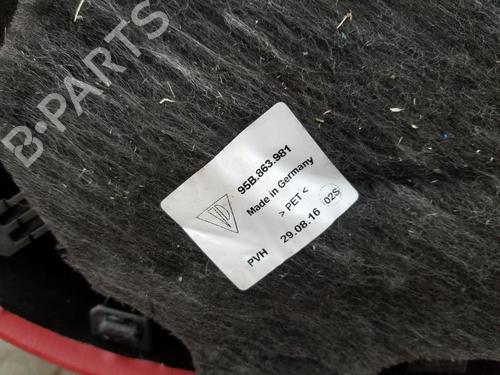 B-PARTS
95B.863.981
Made in Germany
> PET <
PVH 29.08.16 02S